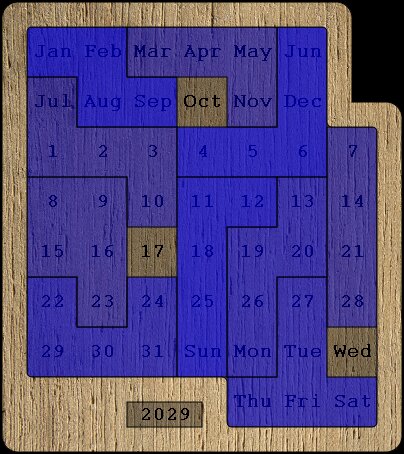 Jan Feb Mar Apr May Jun
Jul Aug Sep Oct Nov Dec
1 2 3 4 5 6 7
8 9 10 11 12 13 14
15 16 17 18 19 20 21
22 23 24 25 26 27 28
29 30 31 Sun Mon Tue Wed
2029 Thu Fri Sat